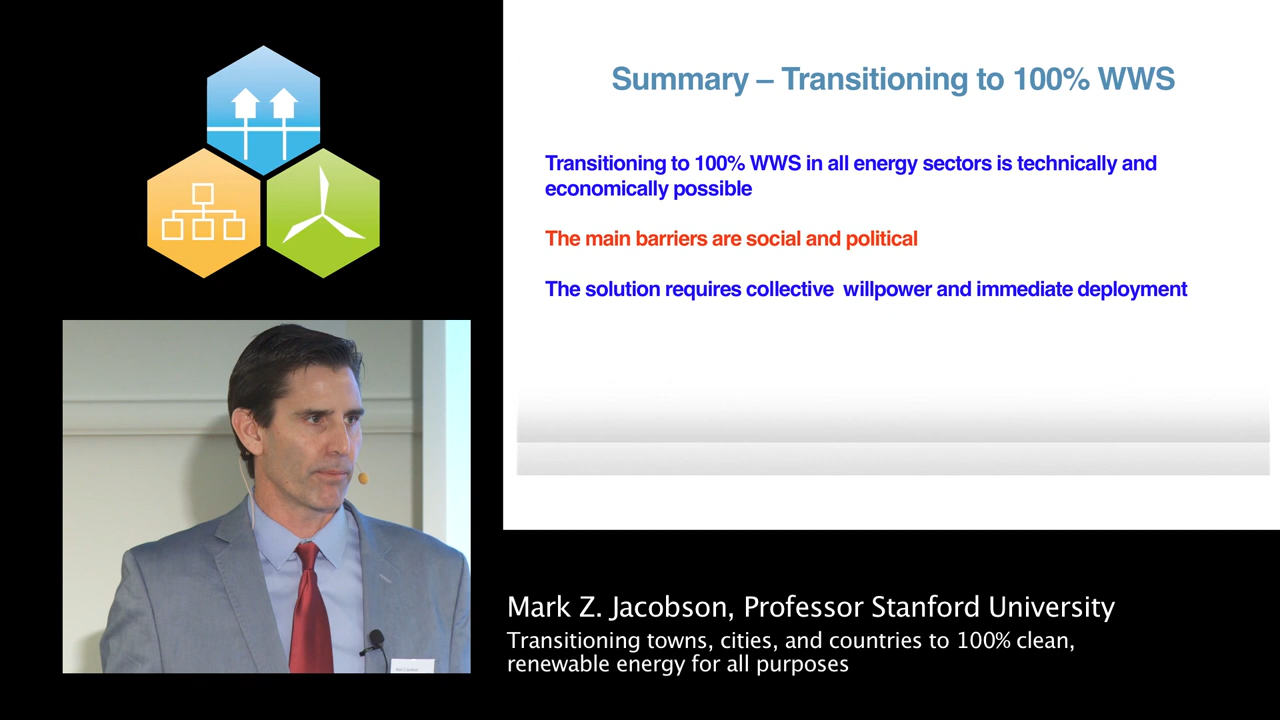 Summary – Transitioning to 100% WWS
Transitioning to 100% WWS in all energy sectors is technically and
economically possible
The main barriers are social and political
The solution requires collective  willpower and immediate deployment
Mark Z. Jacobson, Professor Stanford University
Transitioning towns, cities, and countries to 100% clean,
renewable energy for all purposes